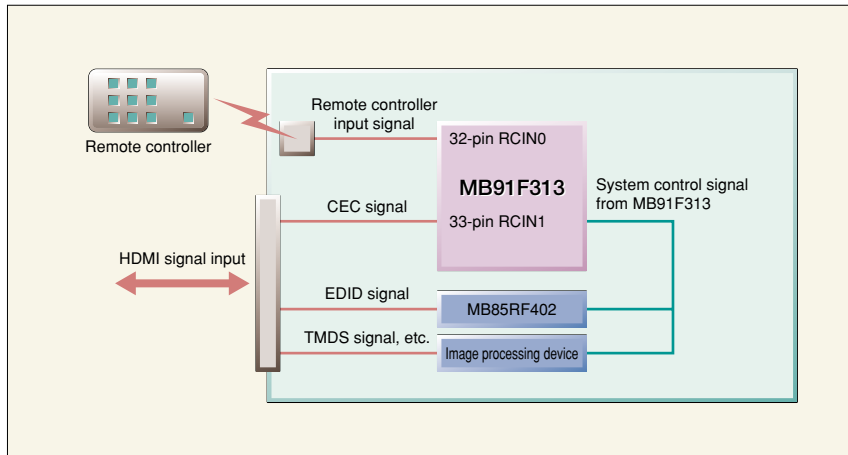 Remote controller
Remote controller
input signal
32-pin RCIN0
MB91F313
System control signal
from MB91F313
CEC signal
33-pin RCIN1
HDMI signal input
EDID signal
MB85RF402
TMDS signal, etc.
Image processing device